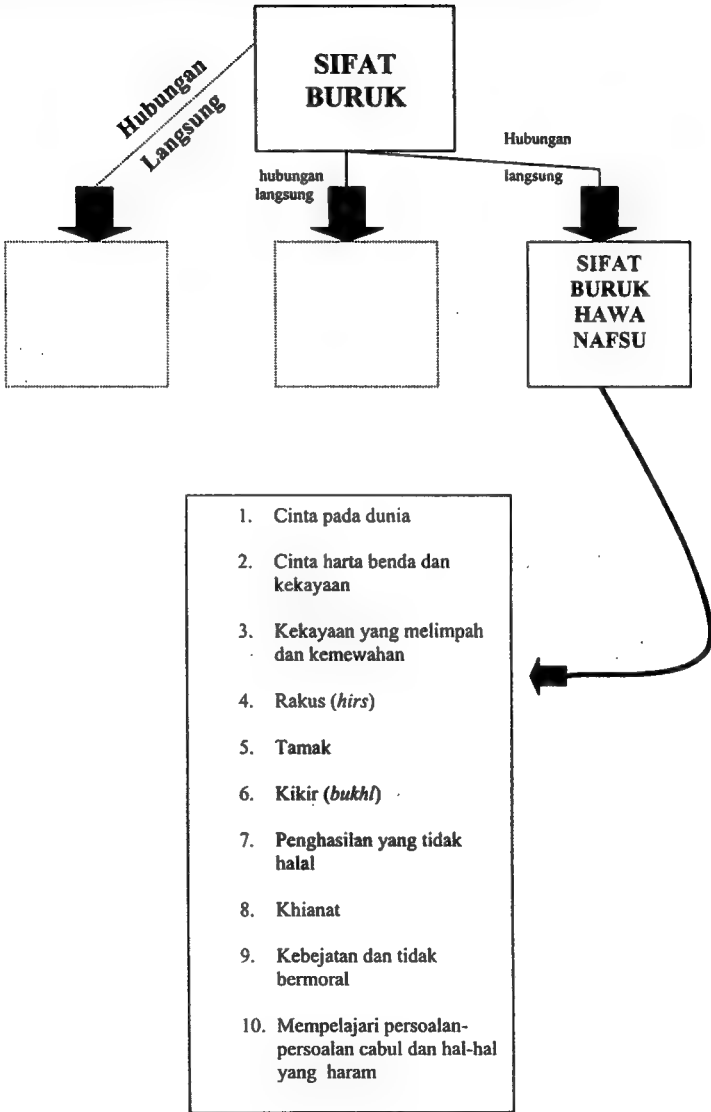 SIFAT
BURUK
Hubungan
Langsung
hubungan
langsung
Hubungan
langsung
SIFAT
BURUK
HAWA
NAFSU
1. Cinta pada dunia
2. Cinta harta benda dan
kekayaan
3. Kekayaan yang melimpah
dan kemewahan
4. Rakus (hirs)
5. Tamak
6. Kikir (bukhl)
7. Penghasilan yang tidak
halal
8. Khianat
9. Kebejatan dan tidak
bermoral
10. Mempelajari persoalan-
persoalan cabul dan hal-hal
yang haram